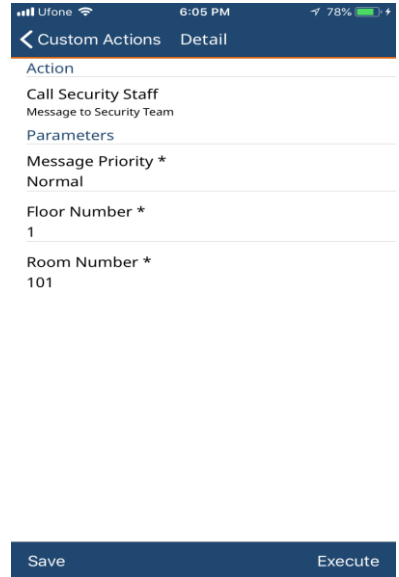 Ufone 6:05 PM 78%
Custom Actions Detail
Action
Call Security Staff
Message to Security Team
Parameters
Message Priority *
Normal
Floor Number *
1
Room Number *
101
Save Execute